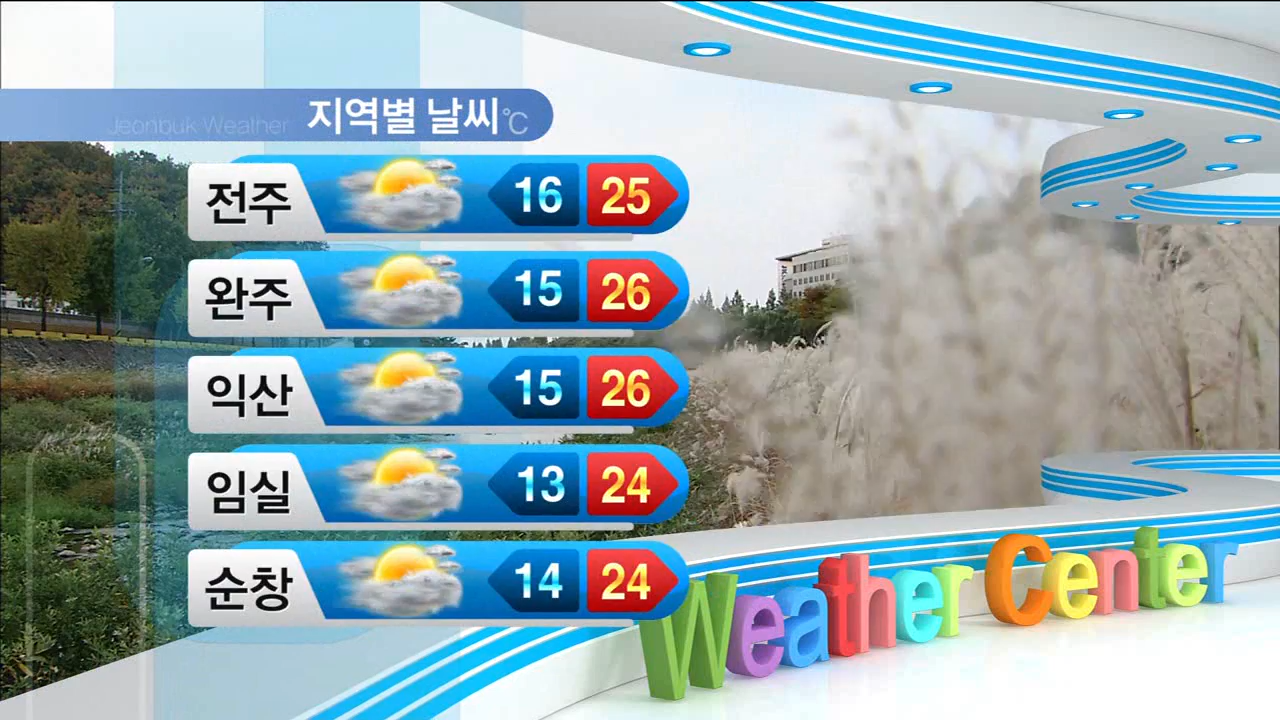 Jeonbuk Weather 지역별 날씨 ℃
전주 16 25
완주 15 26
익산 15 26
임실 13 24
순창 14 24
Weather Center